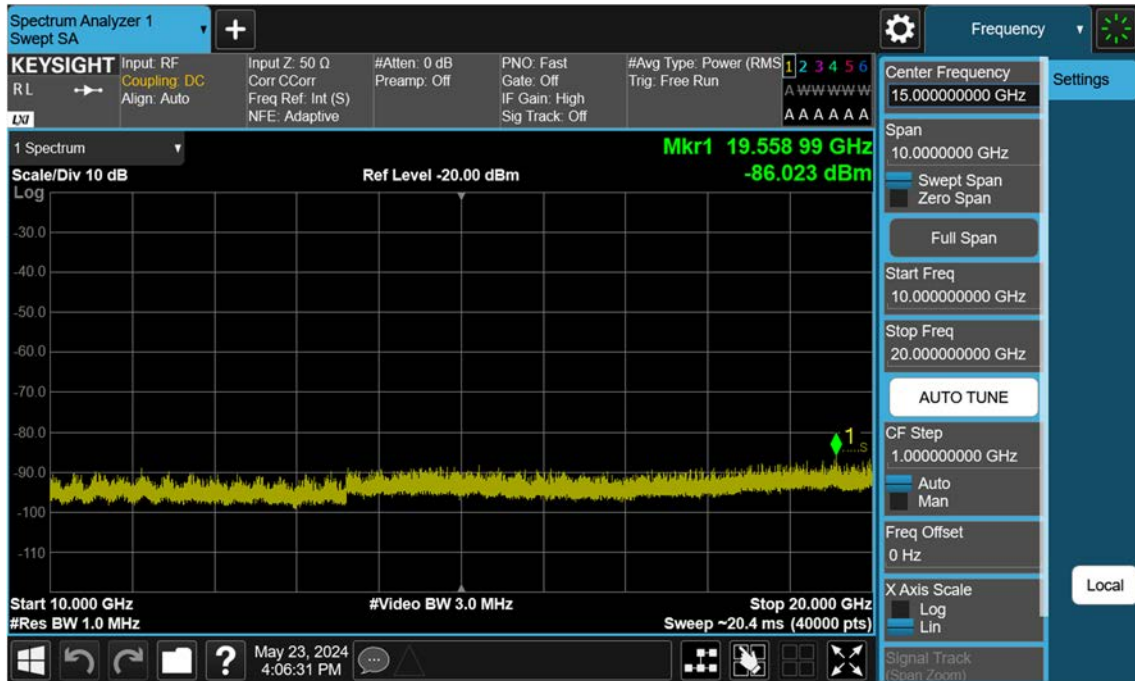 Spectrum Analyzer 1
Swept SA
Frequency
KEYSIGHT
RL
LXI
Input: RF
Coupling: DC
Align: Auto
Input Z: 50 Ω
Corr CCorr
Freq Ref: Int (S)
NFE: Adaptive
#Atten: 0 dB
Preamp: Off
PNO: Fast
Gate: Off
IF Gain: High
Sig Track: Off
#Avg Type: Power (RMS
Trig: Free Run
1 2 3 4 5 6
A W W W W W
A A A A A A
1 Spectrum
Scale/Div 10 dB
Log
Ref Level -20.00 dBm
Mkr1 19.558 99 GHz
-86.023 dBm
-30.0
-40.0
-50.0
-60.0
-70.0
-80.0
-90.0
-100
-110
1
S
Start 10.000 GHz
#Res BW 1.0 MHz
#Video BW 3.0 MHz
Stop 20.000 GHz
Sweep ~20.4 ms (40000 pts)
Center Frequency
15.000000000 GHz
Span
10.0000000 GHz
Swept Span
Zero Span
Full Span
Start Freq
10.000000000 GHz
Stop Freq
20.000000000 GHz
AUTO TUNE
CF Step
1.000000000 GHz
Auto
Man
Freq Offset
0 Hz
X Axis Scale
Log
Lin
Signal Track
(Span Zoom)
Settings
Local
?
May 23, 2024
4:06:31 PM